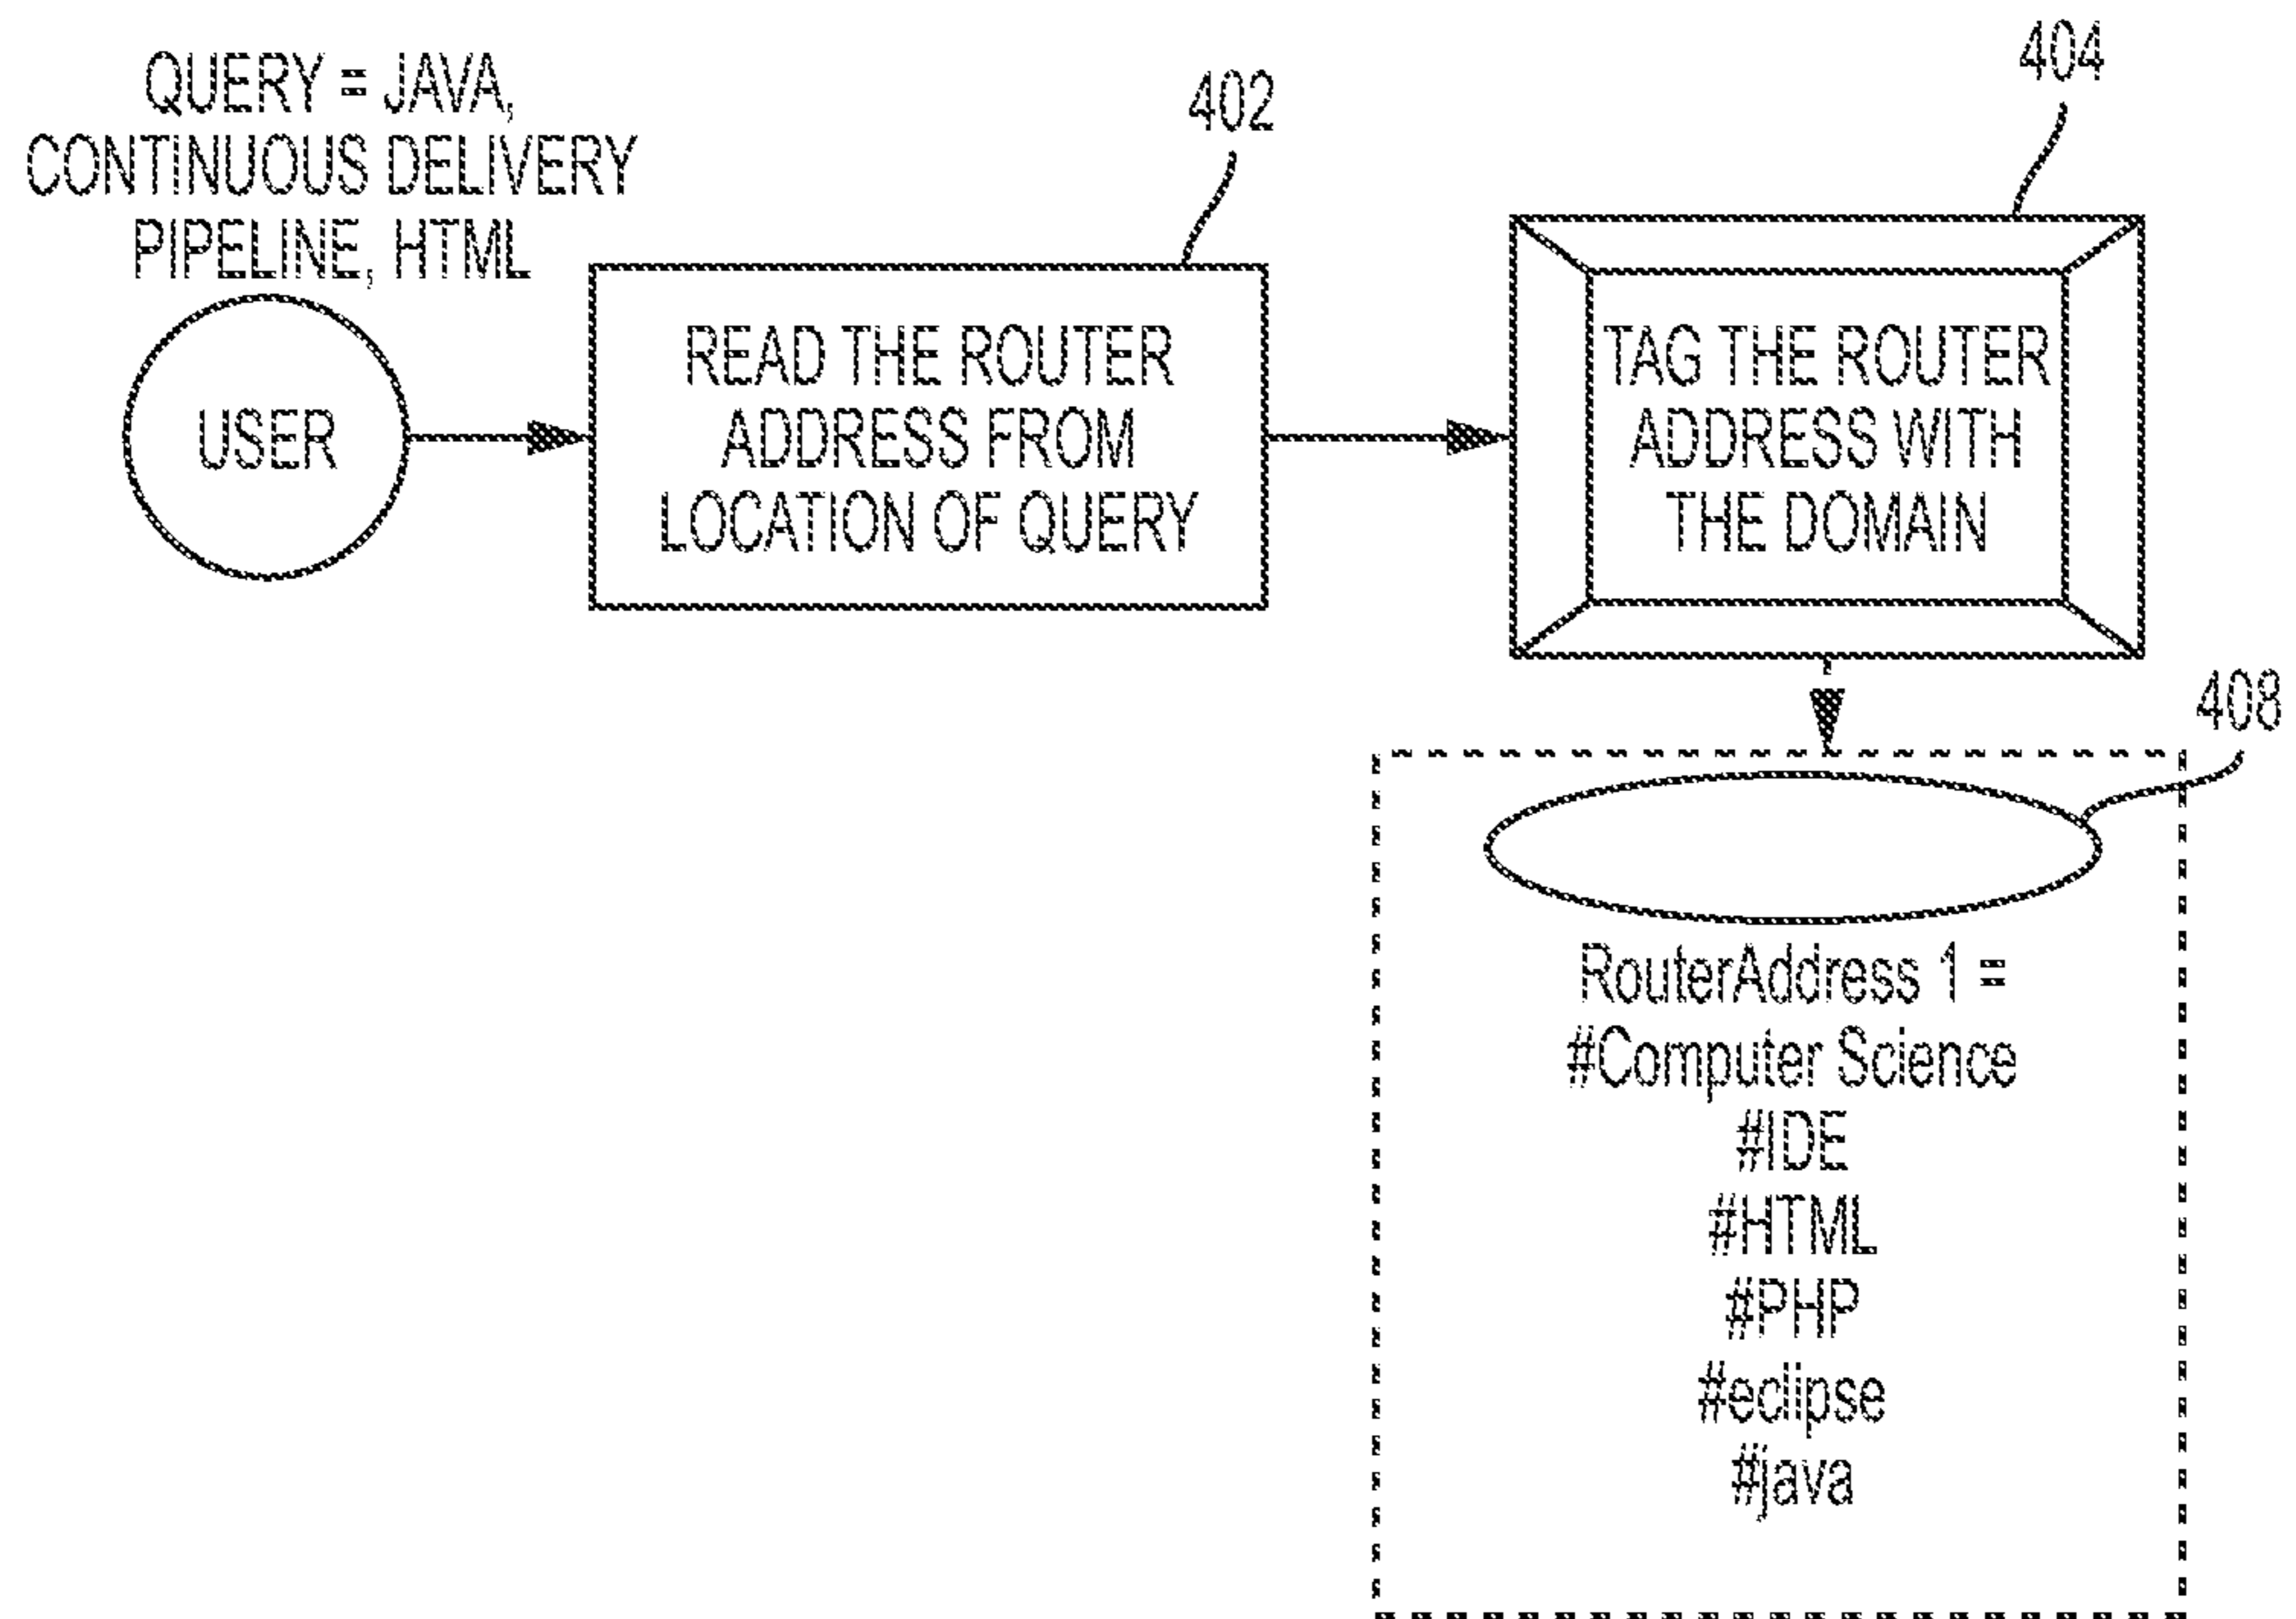 QUERY = JAVA,
CONTINUOUS DELIVERY
PIPELINE, HTML
USER
402
READ THE ROUTER
ADDRESS FROM
LOCATION OF QUERY
404
TAG THE ROUTER
ADDRESS WITH
THE DOMAIN
408
RouterAddress 1 =
#Computer Science
#IDE
#HTML
#PHP
#eclipse
#java